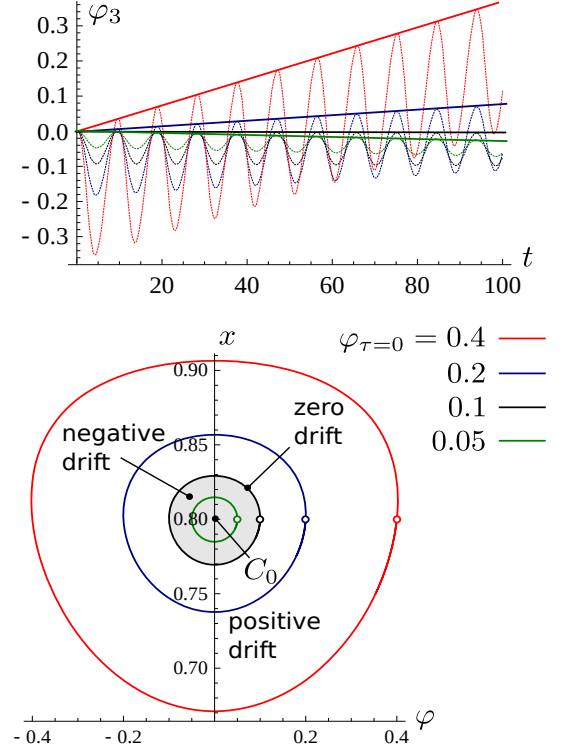 φ₃
0.3
0.2
0.1
0.0
- 0.1
- 0.2
- 0.3
20 40 60 80 100
t
x
φτ=0 = 0.4
0.2
0.1
0.05
0.90
0.85
0.80
0.75
0.70
zero
drift
negative
drift
C₀
positive
drift
- 0.4 - 0.2 0.0 0.2 0.4
φ